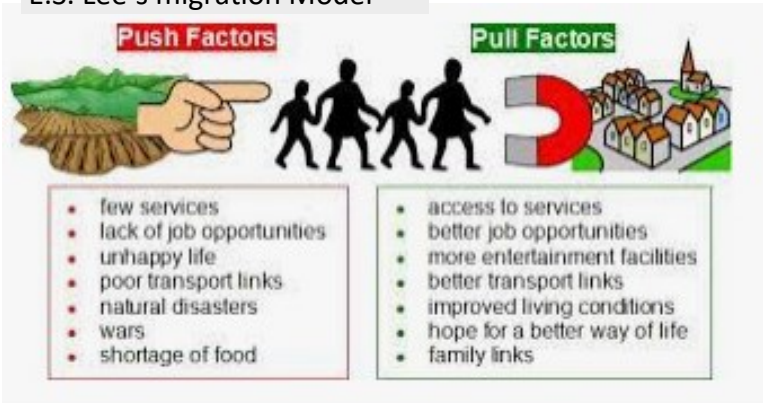 E.S. Lee's migration Model
Push Factors
Pull Factors
• few services
• lack of job opportunities
• unhappy life
• poor transport links
• natural disasters
• wars
• shortage of food
• access to services
• better job opportunities
• more entertainment facilities
• better transport links
• improved living conditions
• hope for a better way of life
• family links